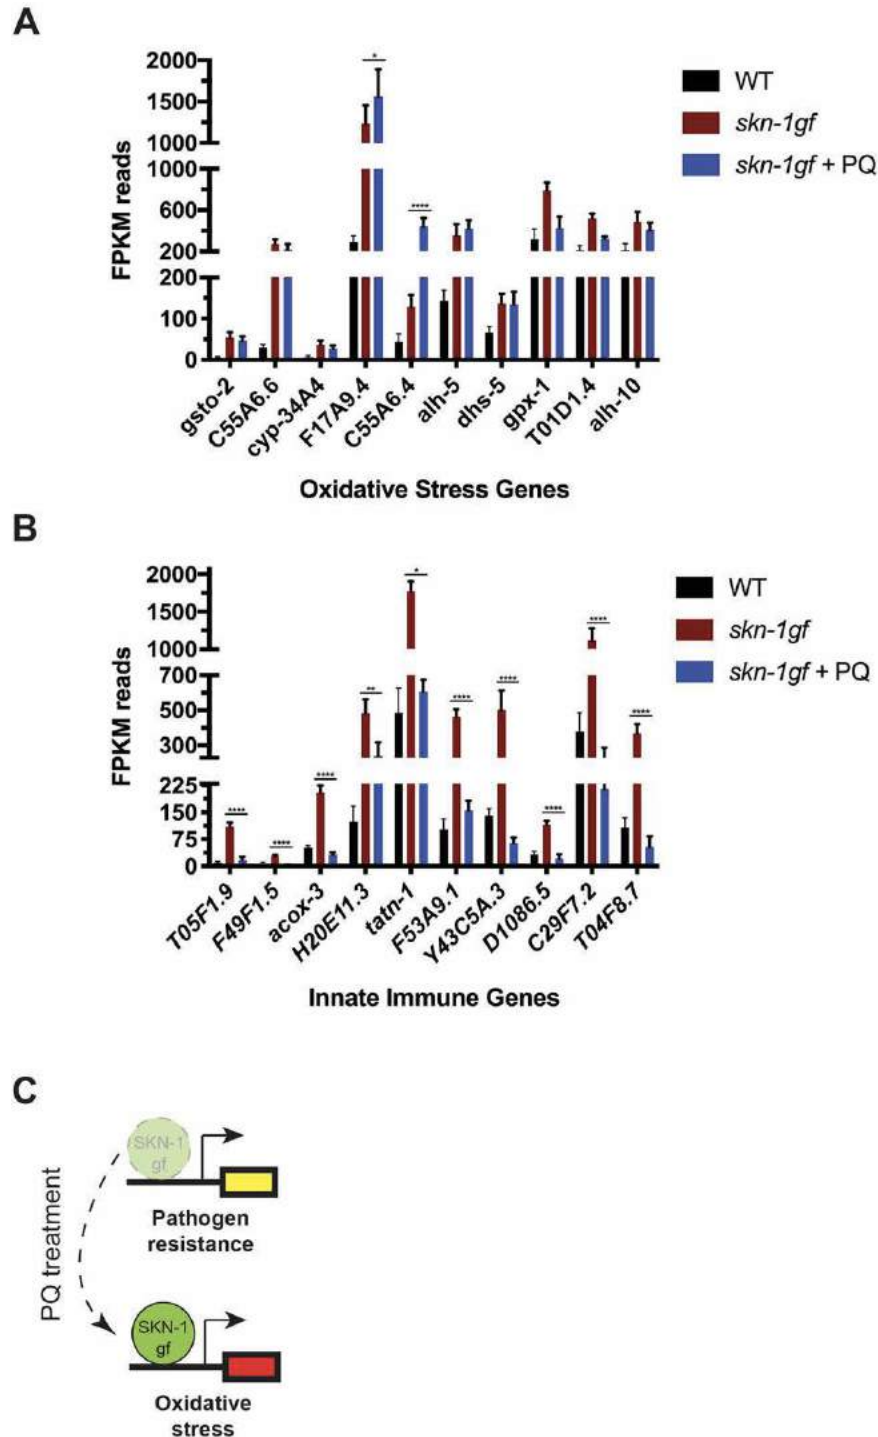 A
2000
1500
1000
1000
600
200
200
100
0
FPKM reads
*
****
WT
skn-1gf
skn-1gf + PQ
gsto-2
C55A6.6
cyp-34A4
F17A9.4
C55A6.4
alh-5
dhs-5
gpx-1
T01D1.4
alh-10
Oxidative Stress Genes
B
2000
1500
1000
700
500
300
225
150
75
0
FPKM reads
****
****
****
**
*
****
****
****
****
****
WT
skn-1gf
skn-1gf + PQ
T05F1.9
F49F1.5
acox-3
H20E11.3
tatn-1
F53A9.1
Y43C5A.3
D1086.5
C29F7.2
T04F8.7
Innate Immune Genes
C
PQ treatment
SKN-1
gf
Pathogen
resistance
SKN-1
gf
Oxidative
stress